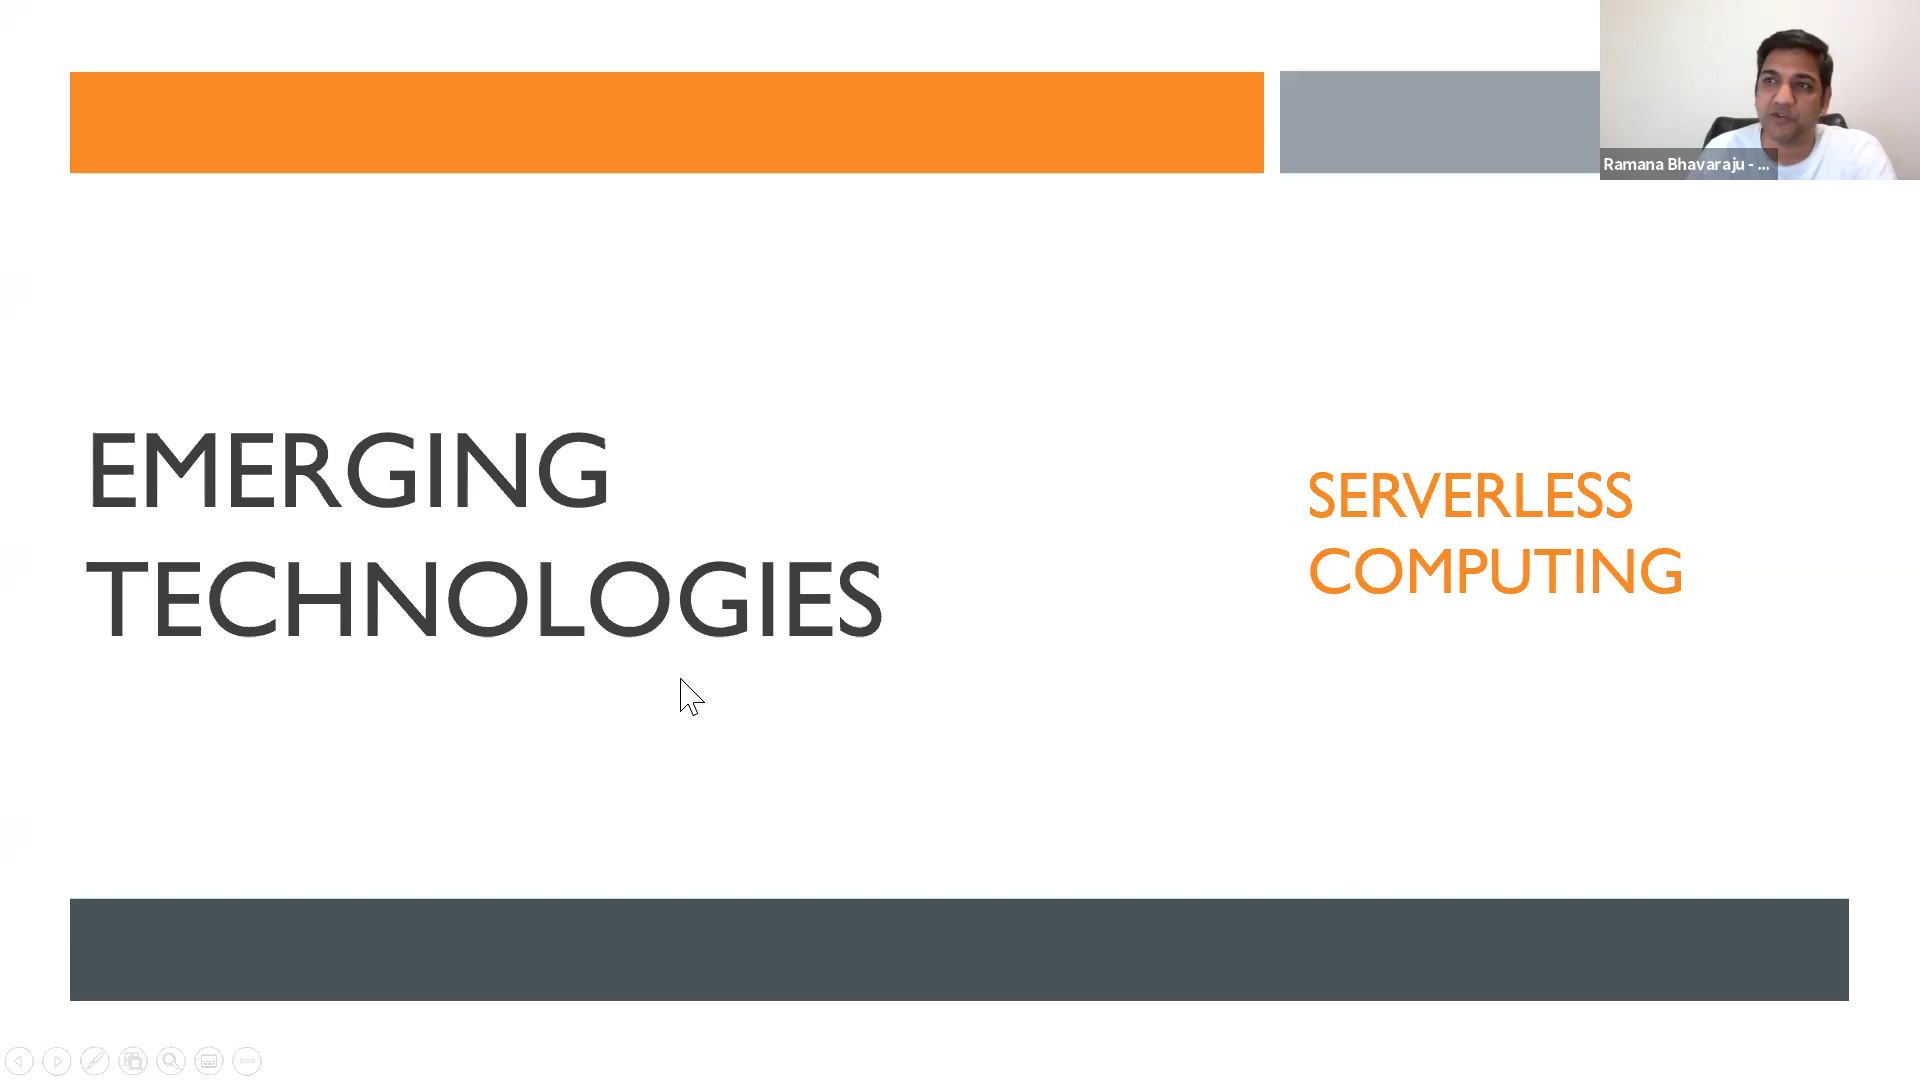 Ramana Bhavaraju - ...
EMERGING
TECHNOLOGIES
SERVERLESS
COMPUTING